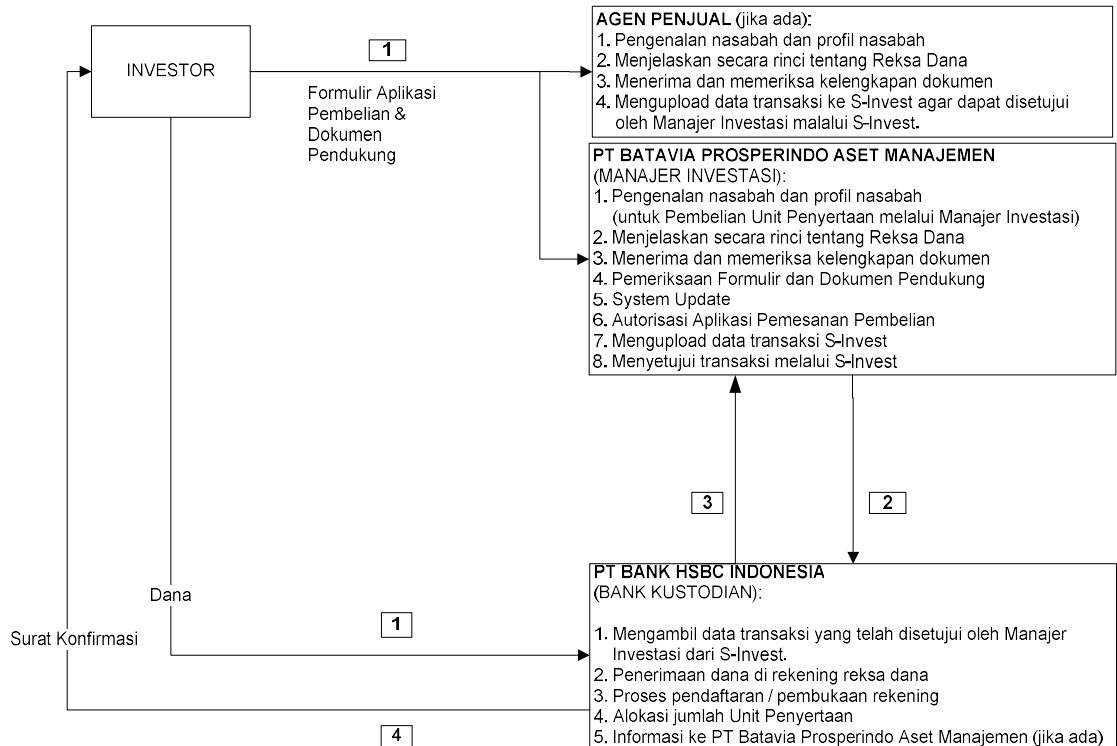 INVESTOR
1
Formulir Aplikasi
Pembelian &
Dokumen
Pendukung
AGEN PENJUAL (jika ada):
1. Pengenalan nasabah dan profil nasabah
2. Menjelaskan secara rinci tentang Reksa Dana
3. Menerima dan memeriksa kelengkapan dokumen
4. Mengupload data transaksi ke S-Invest agar dapat disetujui
oleh Manajer Investasi malalui S-Invest.
PT BATAVIA PROSPERINDO ASET MANAJEMEN
(MANAJER INVESTASI):
1. Pengenalan nasabah dan profil nasabah
(untuk Pembelian Unit Penyertaan melalui Manajer Investasi)
2. Menjelaskan secara rinci tentang Reksa Dana
3. Menerima dan memeriksa kelengkapan dokumen
4. Pemeriksaan Formulir dan Dokumen Pendukung
5. System Update
6. Autorisasi Aplikasi Pemesanan Pembelian
7. Mengupload data transaksi S-Invest
8. Menyetujui transaksi melalui S-Invest
3
2
Dana
Surat Konfirmasi
1
4
PT BANK HSBC INDONESIA
(BANK KUSTODIAN):
1. Mengambil data transaksi yang telah disetujui oleh Manajer
Investasi dari S-Invest.
2. Penerimaan dana di rekening reksa dana
3. Proses pendaftaran / pembukaan rekening
4. Alokasi jumlah Unit Penyertaan
5. Informasi ke PT Batavia Prosperindo Aset Manajemen (jika ada)